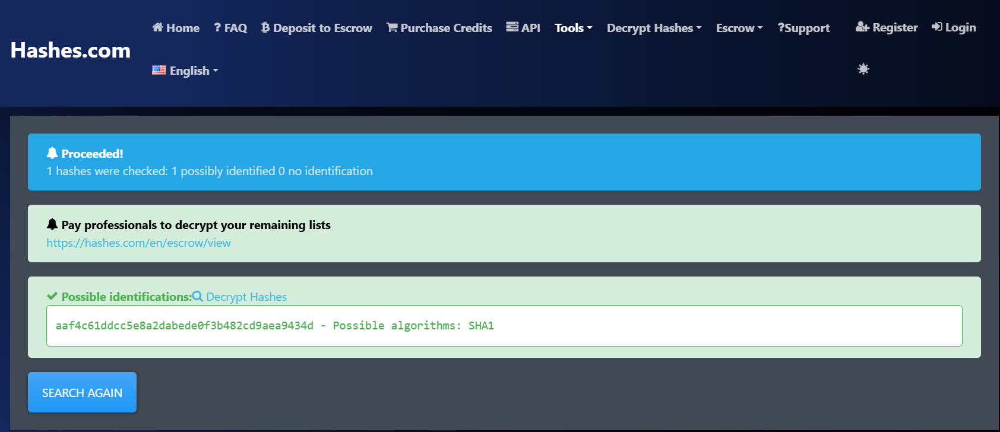 Hashes.com
Home ? FAQ Deposit to Escrow Purchase Credits API Tools Decrypt Hashes Escrow ?Support Register Login
English
Proceeded!
1 hashes were checked: 1 possibly identified 0 no identification
Pay professionals to decrypt your remaining lists
https://hashes.com/en/escrow/view
Possible identifications: Decrypt Hashes
aaf4c61ddcc5e8a2dabede0f3b482cd9aea9434d - Possible algorithms: SHA1
SEARCH AGAIN